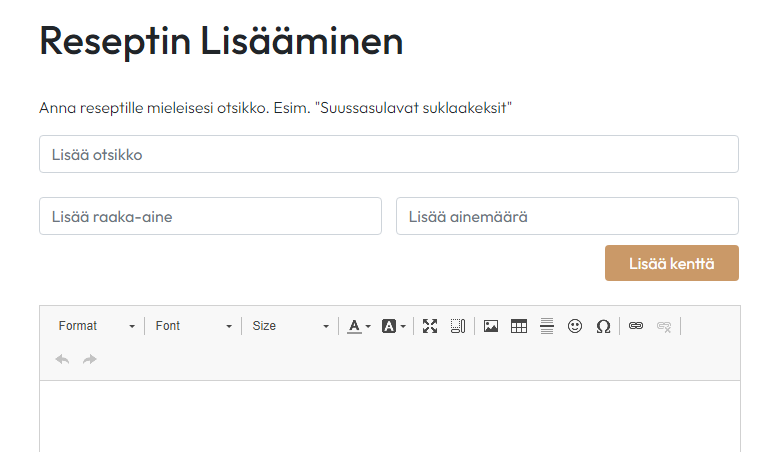 Reseptin Lisääminen
Anna reseptille mieleisesi otsikko. Esim. "Suussasulavat suklaakeksit"
Lisää otsikko
Lisää raaka-aine Lisää ainemäärä
Lisää kenttä
Format Font Size A A Ω